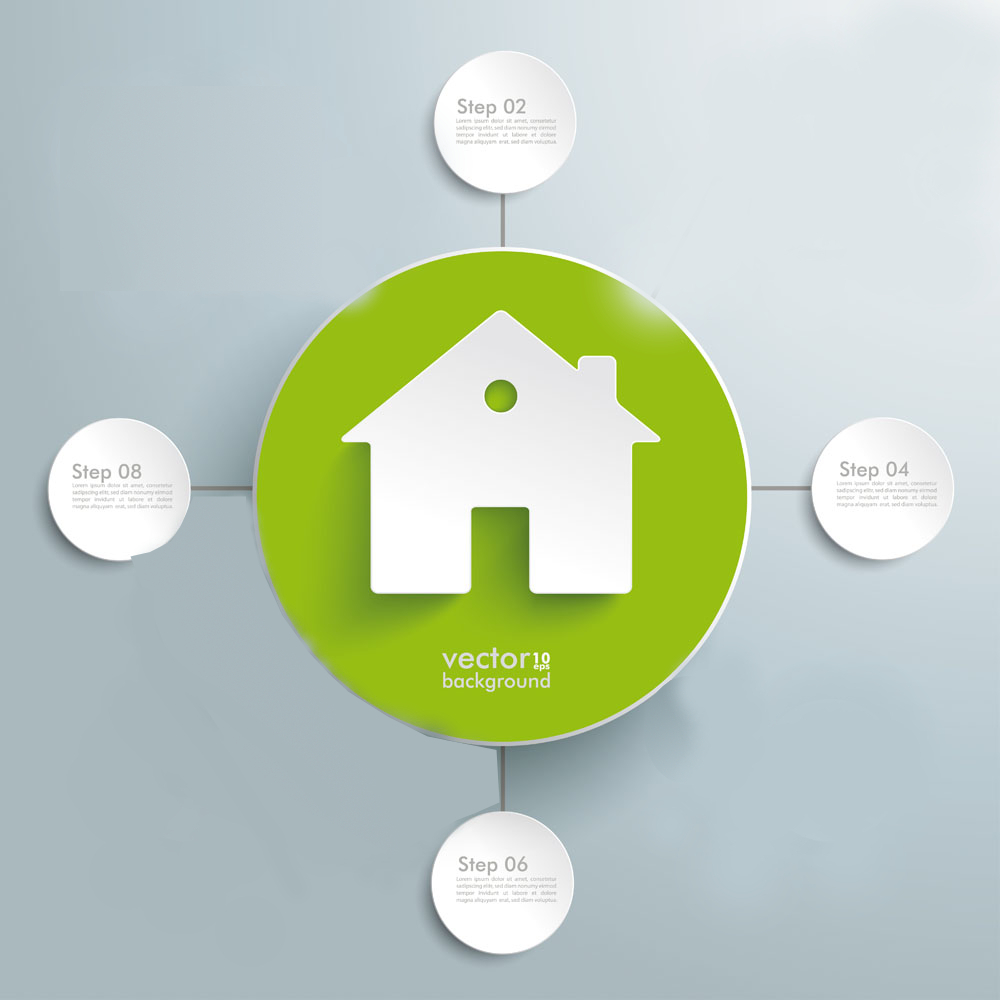 Step 02
Lorem ipsum dolor sit amet, consetetur
sadipscing elitr, sed diam nonumy eirmod
tempor invidunt ut labore et dolore
magna aliquyam erat, sed diam voluptua.
Step 08
Lorem ipsum dolor sit amet, consetetur
sadipscing elitr, sed diam nonumy eirmod
tempor invidunt ut labore et dolore
magna aliquyam erat, sed diam voluptua.
Step 04
Lorem ipsum dolor sit amet, consetetur
sadipscing elitr, sed diam nonumy eirmod
tempor invidunt ut labore et dolore
magna aliquyam erat, sed diam voluptua.
vector 10 eps
background
Step 06
Lorem ipsum dolor sit amet, consetetur
sadipscing elitr, sed diam nonumy eirmod
tempor invidunt ut labore et dolore
magna aliquyam erat, sed diam voluptua.